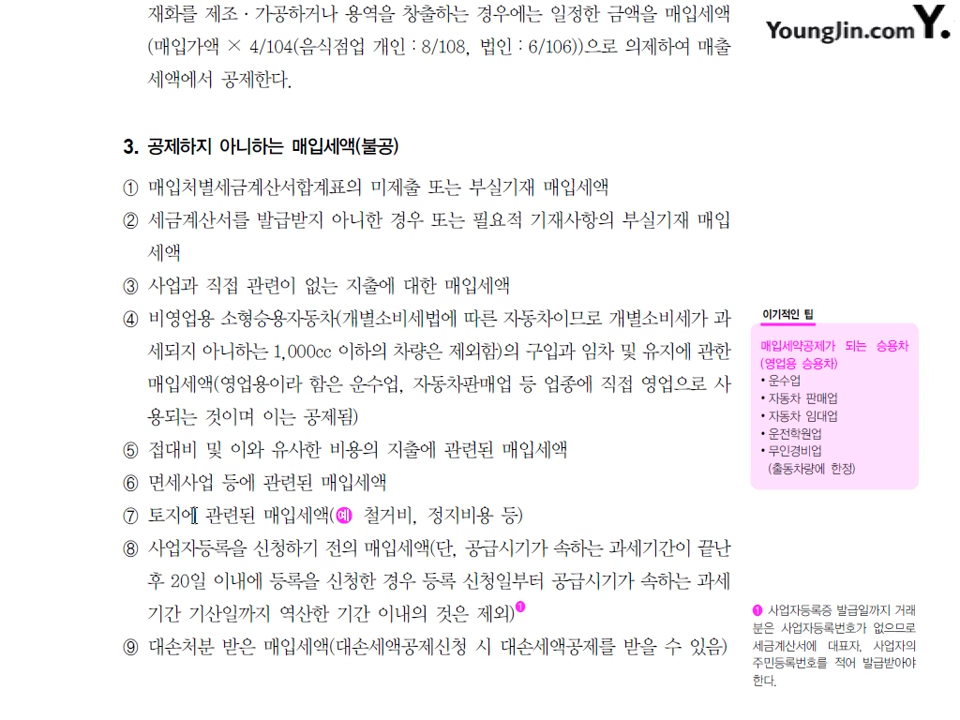 재화를 제조·가공하거나 용역을 창출하는 경우에는 일정한 금액을 매입세액
(매입가액 × 4/104(음식점업 개인 : 8/108, 법인 : 6/106))으로 의제하여 매출
세액에서 공제한다.
YoungJin.com Y.
3. 공제하지 아니하는 매입세액(불공)
① 매입처별세금계산서합계표의 미제출 또는 부실기재 매입세액
② 세금계산서를 발급받지 아니한 경우 또는 필요적 기재사항의 부실기재 매입
세액
③ 사업과 직접 관련이 없는 지출에 대한 매입세액
④ 비영업용 소형승용자동차(개별소비세법에 따른 자동차이므로 개별소비세가 과
세되지 아니하는 1,000cc 이하의 차량은 제외함)의 구입과 임차 및 유지에 관한
매입세액(영업용이라 함은 운수업, 자동차판매업 등 업종에 직접 영업으로 사
용되는 것이며 이는 공제됨)
⑤ 접대비 및 이와 유사한 비용의 지출에 관련된 매입세액
⑥ 면세사업 등에 관련된 매입세액
⑦ 토지에 관련된 매입세액(예 철거비, 정지비용 등)
⑧ 사업자등록을 신청하기 전의 매입세액(단, 공급시기가 속하는 과세기간이 끝난
후 20일 이내에 등록을 신청한 경우 등록 신청일부터 공급시기가 속하는 과세
기간 기산일까지 역산한 기간 이내의 것은 제외)❶
⑨ 대손처분 받은 매입세액(대손세액공제신청 시 대손세액공제를 받을 수 있음)
이기적인 팁
매입세액공제가 되는 승용차
(영업용 승용차)
• 운수업
• 자동차 판매업
• 자동차 임대업
• 운전학원업
• 무인경비업
(출동차량에 한정)
❶ 사업자등록증 발급일까지 거래
분은 사업자등록번호가 없으므로
세금계산서에 대표자, 사업자의
주민등록번호를 적어 발급받아야
한다.